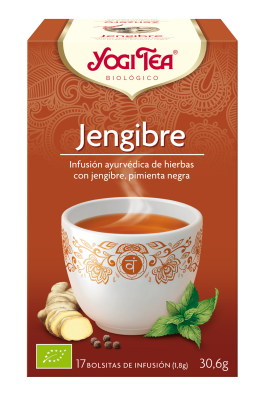 YOGI TEA®
BIOLÓGICO
Jengibre
Infusión ayurvédica de hierbas
con jengibre, pimienta negra
17 BOLSITAS DE INFUSIÓN (1,8g)
30,6g